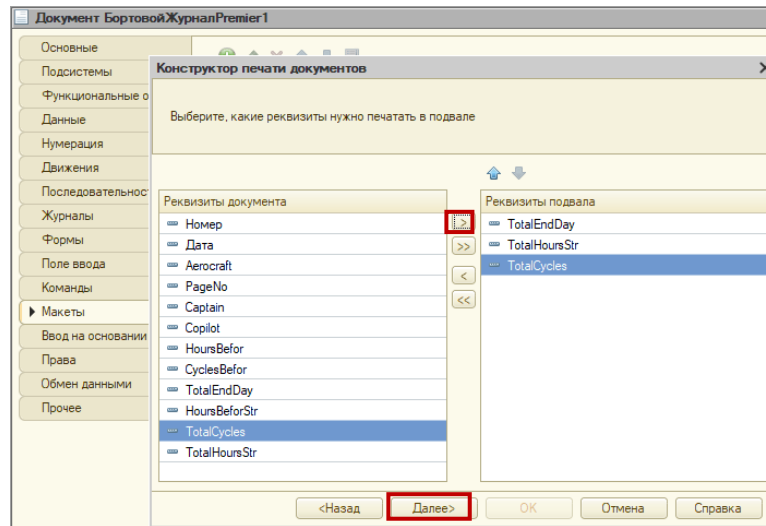 Документ БортовойЖурналPremier1
Основные
Подсистемы
Функциональные о
Данные
Нумерация
Движения
Последовательнос
Журналы
Формы
Поле ввода
Команды
Макеты
Ввод на основании
Права
Обмен данными
Прочее
Конструктор печати документов
Выберите, какие реквизиты нужно печатать в подвале
Реквизиты документа
Номер
Дата
Aerocraft
PageNo
Captain
Copilot
HoursBefor
CyclesBefor
TotalEndDay
HoursBeforStr
TotalCycles
TotalHoursStr
>
>>
<
<<
Реквизиты подвала
TotalEndDay
TotalHoursStr
TotalCycles
<Назад Далее> OK Отмена Справка